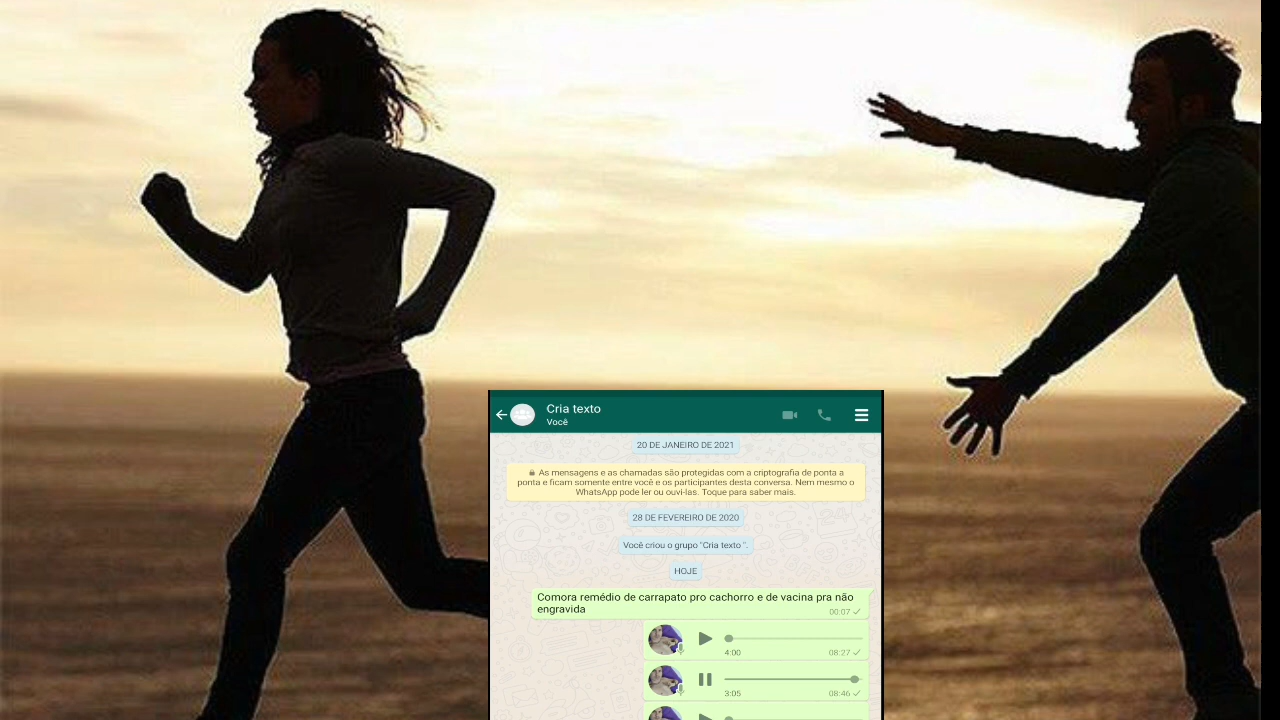 Cria texto
Você
20 DE JANEIRO DE 2021
As mensagens e as chamadas são protegidas com a criptografia de ponta a
ponta e ficam somente entre você e os participantes desta conversa. Nem mesmo o
WhatsApp pode ler ou ouvi-las. Toque para saber mais.
28 DE FEVEREIRO DE 2020
Você criou o grupo "Cria texto ".
HOJE
Comora remédio de carrapato pro cachorro e de vacina pra não
engravida
00:07
4:00 08:27
3:05 08:46